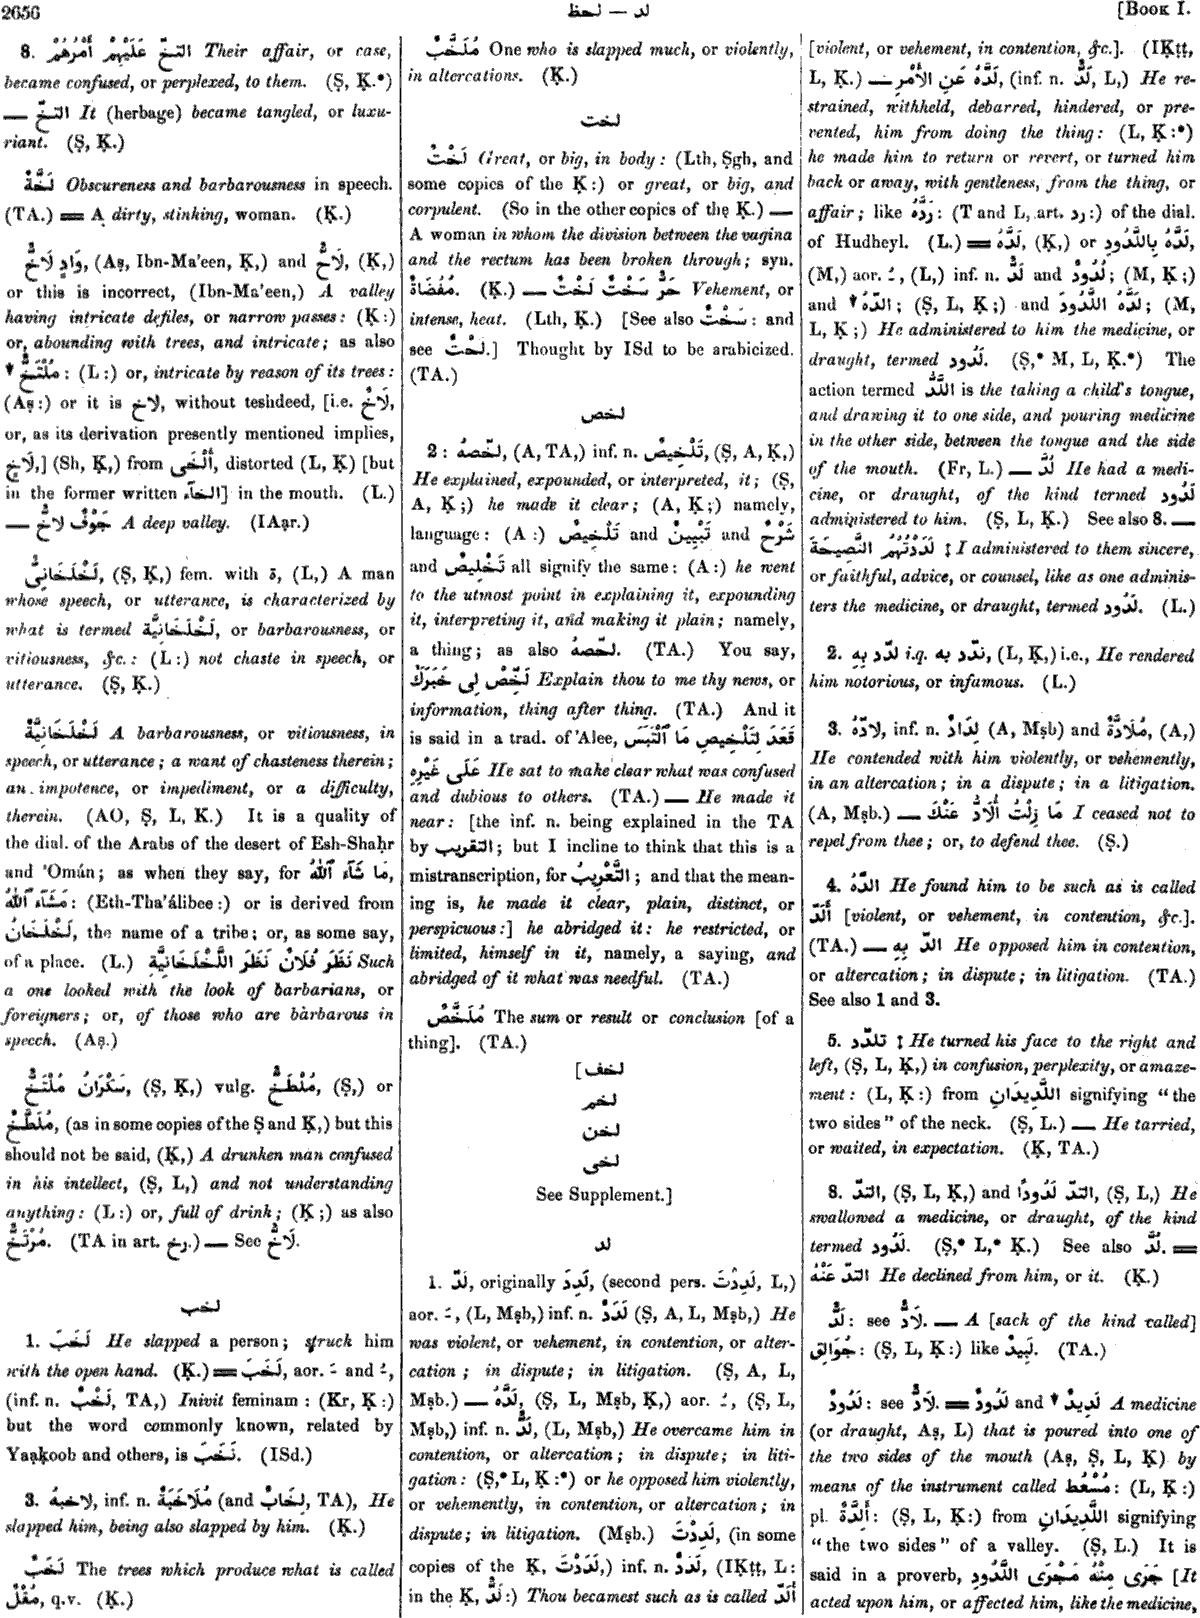 2656
لد — لحظ
[Book I.
8. التخّ عَلَيْهِمْ أَمْرُهُمْ Their affair, or case,
became confused, or perplexed, to them. (Ṣ, Ḳ.*)
— التخّ It (herbage) became tangled, or luxu-
riant. (Ṣ, Ḳ.)
لَخَّةٌ Obscureness and barbarousness in speech.
(TA.) = A dirty, stinking, woman. (Ḳ.)
وَادٍ لَاخٌّ, (Aṣ, Ibn-Ma'een, Ḳ,) and لَاخٌّ, (Ḳ,)
or this is incorrect, (Ibn-Ma'een,) A valley
having intricate defiles, or narrow passes: (Ḳ:)
or, abounding with trees, and intricate; as also
مُلْتَخٌّ: (L:) or, intricate by reason of its trees:
(Aṣ:) or it is لاخ, without teshdeed, [i.e. لَاخٌ,
or, as its derivation presently mentioned implies,
لَاخٍ,] (Sh, Ḳ,) from أَلْخَى, distorted (L, Ḳ) [but
in the former written الخآء] in the mouth. (L.)
— جَوْفٌ لاخٌّ A deep valley. (IAạr.)
لَخْلَخَانِىٌّ, (Ṣ, Ḳ,) fem. with ة, (L,) A man
whose speech, or utterance, is characterized by
what is termed لَخْلَخَانِيَّة, or barbarousness, or
vitiousness, &c.: (L:) not chaste in speech, or
utterance. (Ṣ, Ḳ.)
لَخْلَخَانِيَّةٌ A barbarousness, or vitiousness, in
speech, or utterance; a want of chasteness therein;
an impotence, or impediment, or a difficulty,
therein. (AO, Ṣ, L, K.) It is a quality of
the dial. of the Arabs of the desert of Esh-Shaḥr
and 'Omán; as when they say, for مَا شَآءَ ٱللّٰهُ,
مَشَآءَ ٱللّٰهُ: (Eth-Tha'álibee:) or is derived from
لَخْلَخَانُ, the name of a tribe; or, as some say,
of a place. (L.) نَظَرَ فُلَانٌ نَظَرَ اللَّخْلَخَانِيَّةِ Such
a one looked with the look of barbarians, or
foreigners; or, of those who are barbarous in
speech. (Aṣ.)
سَكْرَانُ مُلْتَخٌّ, (Ṣ, Ḳ,) vulg. مُلْطَخٌّ, (Ṣ,) or
مُلَطَّخٌ, (as in some copies of the Ṣ and Ḳ,) but this
should not be said, (Ḳ,) A drunken man confused
in his intellect, (Ṣ, L,) and not understanding
anything: (L:) or, full of drink; (K;) as also
مُرْتَخٌّ. (TA in art. رخ.) — See لَاخٌّ.
لخب
1. لَخَبَ He slapped a person; struck him
with the open hand. (Ḳ.) = لَخَبَ, aor. ـَ and ـُ,
(inf. n. لَخْبٌ, TA,) Inivit feminam: (Kr, Ḳ:)
but the word commonly known, related by
Yaạḳoob and others, is نَخَبَ. (ISd.)
3. لاخبهُ, inf. n. مُلَاخَبَةٌ (and لِخَابٌ, TA), He
slapped him, being also slapped by him. (Ḳ.)
لَخَبٌ The trees which produce what is called
مُقْلٌ, q.v. (Ḳ.)
مُلَخَّبٌ One who is slapped much, or violently,
in altercations. (Ḳ.)
لخت
لَخْتٌ Great, or big, in body: (Lth, Ṣgh, and
some copies of the Ḳ:) or great, or big, and
corpulent. (So in the other copies of the Ḳ.) —
A woman in whom the division between the vagina
and the rectum has been broken through; syn.
مُفْضَاةٌ. (Ḳ.) — حَرٌّ سَخْتٌ لَخْتٌ Vehement, or
intense, heat. (Lth, Ḳ.) [See also سَخْتٌ: and
see لَخْتٌ.] Thought by ISd to be arabicized.
(TA.)
لخص
2: لخّصهُ, (A, TA,) inf. n. تَلْخِيصٌ, (Ṣ, A, Ḳ,)
He explained, expounded, or interpreted, it; (Ṣ,
A, Ḳ;) he made it clear; (A, Ḳ;) namely,
language: (A:) تَلْخِيصٌ and تَبْيِينٌ and شَرْحٌ
and تَخْلِيصٌ all signify the same: (A:) he went
to the utmost point in explaining it, expounding
it, interpreting it, and making it plain; namely,
a thing; as also لخّصهُ. (TA.) You say,
لَخِّصْ لِى خَبَرَكَ Explain thou to me thy news, or
information, thing after thing. (TA.) And it
is said in a trad. of 'Alee, قَعَدَ لِتَلْخِيصِ مَا ٱلْتَبَسَ
عَلَى غَيْرِهِ He sat to make clear what was confused
and dubious to others. (TA.) — He made it
near: [the inf. n. being explained in the TA
by التقريب; but I incline to think that this is a
mistranscription, for التَّعْرِيبُ; and that the mean-
ing is, he made it clear, plain, distinct, or
perspicuous:] he abridged it: he restricted, or
limited, himself in it, namely, a saying, and
abridged of it what was needful. (TA.)
مُلَخَّصٌ The sum or result or conclusion [of a
thing]. (TA.)
[لخف
لخم
لخن
لخى
See Supplement.]
لد
1. لَدَّ, originally لَدِدَ, (second pers. لَدِدْتَ, L,)
aor. ـَ, (L, Mṣb,) inf. n. لَدَدٌ (Ṣ, A, L, Mṣb,) He
was violent, or vehement, in contention, or alter-
cation; in dispute; in litigation. (Ṣ, A, L,
Mṣb.) — لَدَّهُ, (Ṣ, L, Mṣb, Ḳ,) aor. ـُ, (Ṣ, L,
Mṣb,) inf. n. لَدٌّ, (L, Mṣb,) He overcame him in
contention, or altercation; in dispute; in liti-
gation: (Ṣ,* L, Ḳ:*) or he opposed him violently,
or vehemently, in contention, or altercation; in
dispute; in litigation. (Mṣb.) لَدِدْتَ, (in some
copies of the Ḳ, لَدَدْتَ,) inf. n. لَدَدٌ, (IḲṭṭ, L:
in the Ḳ, لَدٌّ:) Thou becamest such as is called أَلَدّ
[violent, or vehement, in contention, &c.]. (IḲṭṭ,
L, Ḳ.) — لَدَّهُ عَنِ الأَمْرِ, (inf. n. لَدٌّ, L,) He re-
strained, withheld, debarred, hindered, or pre-
vented, him from doing the thing: (L, Ḳ:*)
he made him to return or revert, or turned him
back or away, with gentleness, from the thing, or
affair; like رَدَّهُ: (T and L, art. رد:) of the dial.
of Hudheyl. (L.) = لَدَّهُ, (Ḳ,) or لَدَّهُ بِاللَّدُودِ,
(M,) aor. ـُ, (L,) inf. n. لَدٌّ and لُدُودٌ; (M, Ḳ;)
and الدّهُ; (Ṣ, L, Ḳ;) and لَدَّهُ اللَّدُودَ; (M,
L, Ḳ;) He administered to him the medicine, or
draught, termed لَدُود. (Ṣ,* M, L, Ḳ.*) The
action termed اللَّدُّ is the taking a child's tongue,
and drawing it to one side, and pouring medicine
in the other side, between the tongue and the side
of the mouth. (Fr, L.) — لُدَّ He had a medi-
cine, or draught, of the kind termed لَدُود
administered to him. (Ṣ, L, Ḳ.) See also 8. —
لَدَدْتُهُمُ النَّصِيحَةَ ‡ I administered to them sincere,
or faithful, advice, or counsel, like as one adminis-
ters the medicine, or draught, termed لَدُود. (L.)
2. لدّد بِهِ i.q. ندّد به, (L, Ḳ,) i.e., He rendered
him notorious, or infamous. (L.)
3. لادّهُ, inf. n. لِدَادٌ (A, Mṣb) and مُلَادَّةٌ, (A,)
He contended with him violently, or vehemently,
in an altercation; in a dispute; in a litigation.
(A, Mṣb.) — مَا زِلْتُ أُلَادُّ عَنْكَ I ceased not to
repel from thee; or, to defend thee. (Ṣ.)
4. الدّهُ He found him to be such as is called
أَلَدّ [violent, or vehement, in contention, &c.].
(TA.) — الدّ بِهِ He opposed him in contention,
or altercation; in dispute; in litigation. (TA.)
See also 1 and 3.
5. تلدّد ‡ He turned his face to the right and
left, (Ṣ, L, Ḳ,) in confusion, perplexity, or amaze-
ment: (L, Ḳ:) from اللَّدِيدَانِ signifying "the
two sides" of the neck. (Ṣ, L.) — He tarried,
or waited, in expectation. (Ḳ, TA.)
8. التدّ, (Ṣ, L, Ḳ,) and التدّ لَدُودًا, (Ṣ, L,) He
swallowed a medicine, or draught, of the kind
termed لَدُود. (Ṣ,* L,* Ḳ.) See also لُدَّ. =
التدّ عَنْهُ He declined from him, or it. (Ḳ.)
لَدٌّ: see لَادٌّ. — A [sack of the kind called]
جُوَالِق: (Ṣ, L, Ḳ:) like لَبِيدٌ. (TA.)
لَدُودٌ: see لَادٌّ. = لَدُودٌ and لَدِيدٌ A medicine
(or draught, Aṣ, L) that is poured into one of
the two sides of the mouth (Aṣ, Ṣ, L, Ḳ) by
means of the instrument called مُسْعُط: (L, Ḳ:)
pl. أَلِدَّةٌ: (Ṣ, L, Ḳ:) from اللَّدِيدَانِ signifying
"the two sides" of a valley. (Ṣ, L.) It is
said in a proverb, جَرَى مِنْهُ مَجْرَى اللَّدُودِ [It
acted upon him, or affected him, like the medicine,